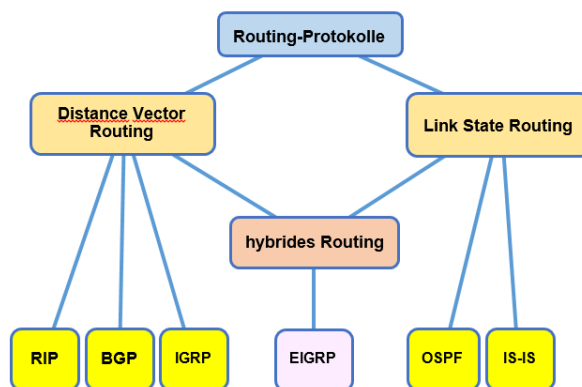 Routing-Protokolle
Distance Vector
Routing
Link State Routing
hybrides Routing
RIP
BGP
IGRP
EIGRP
OSPF
IS-IS